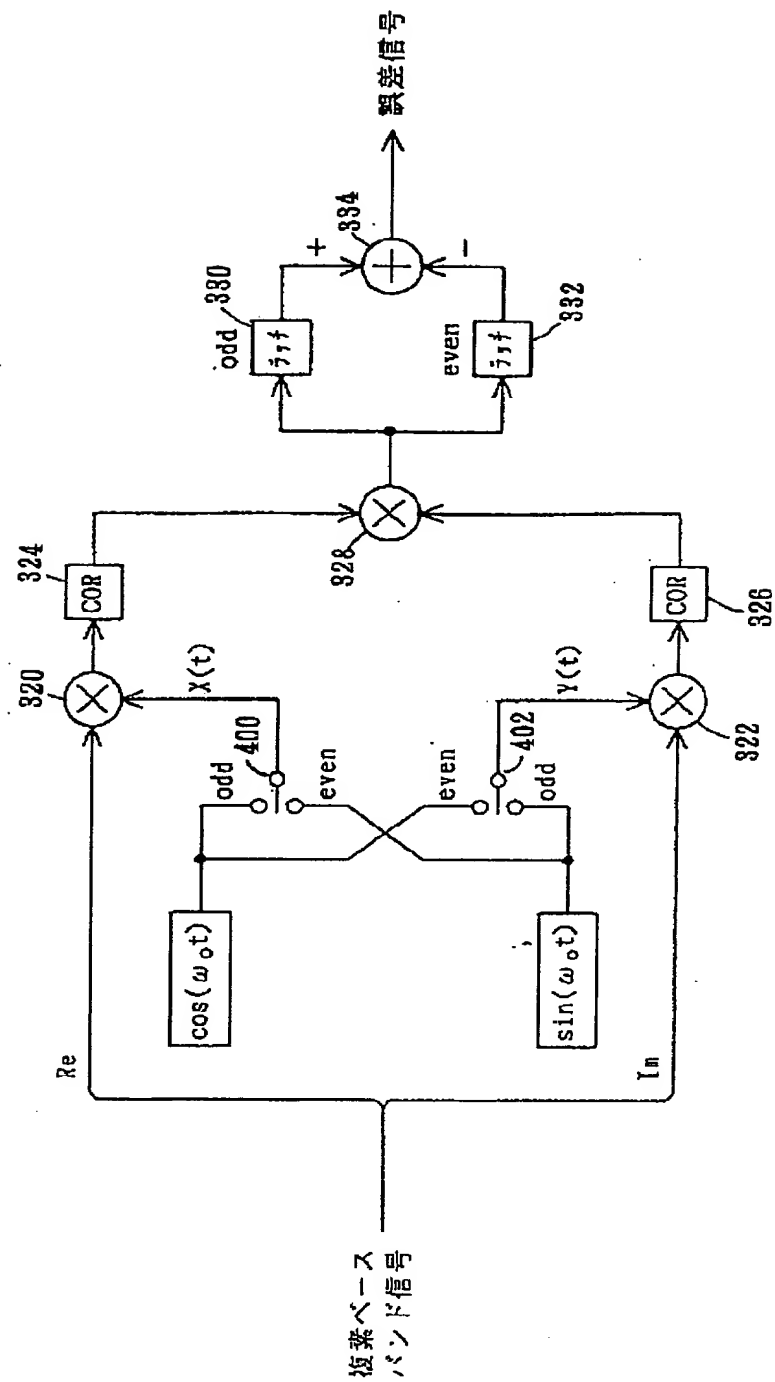 複素ベース
バンド信号
Re
Im
cos(ω₀t)
sin(ω₀t)
odd
even
400
X(t)
even
odd
402
Y(t)
320
322
324
COR
326
COR
328
odd
330
ラッチ
even
332
ラッチ
+
-
334
誤差信号